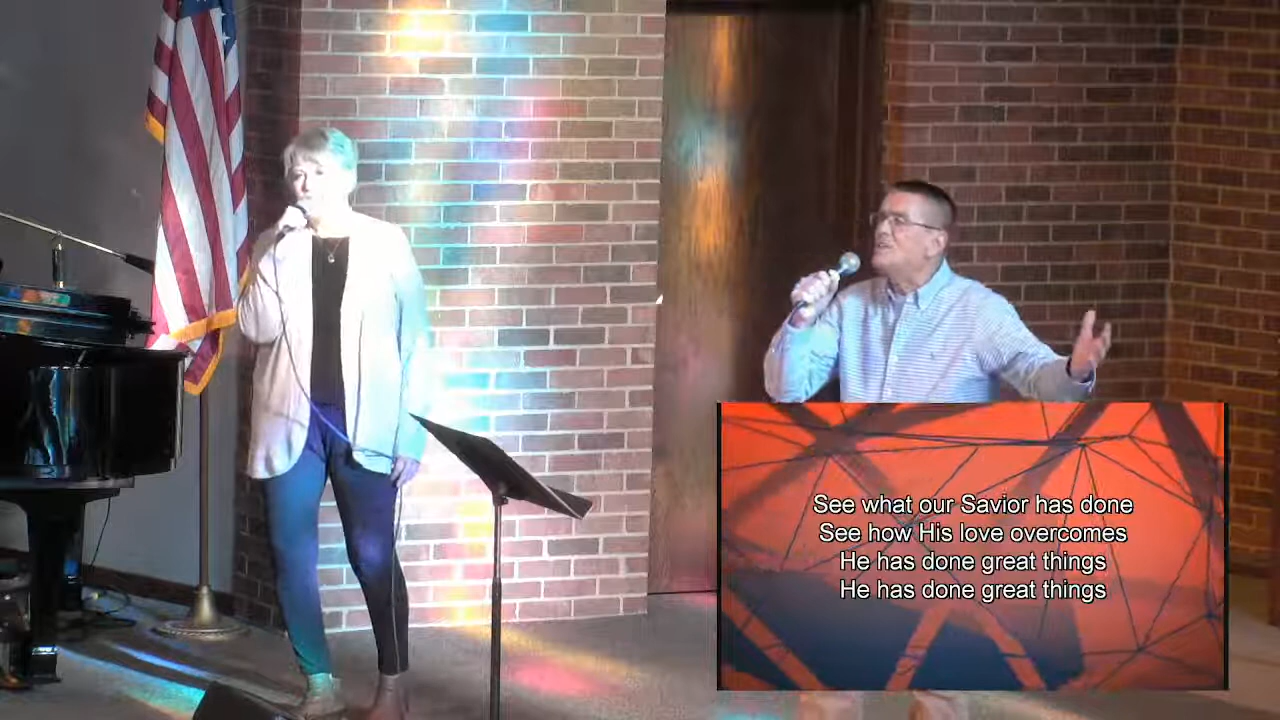 See what our Savior has done
See how His love overcomes
He has done great things
He has done great things